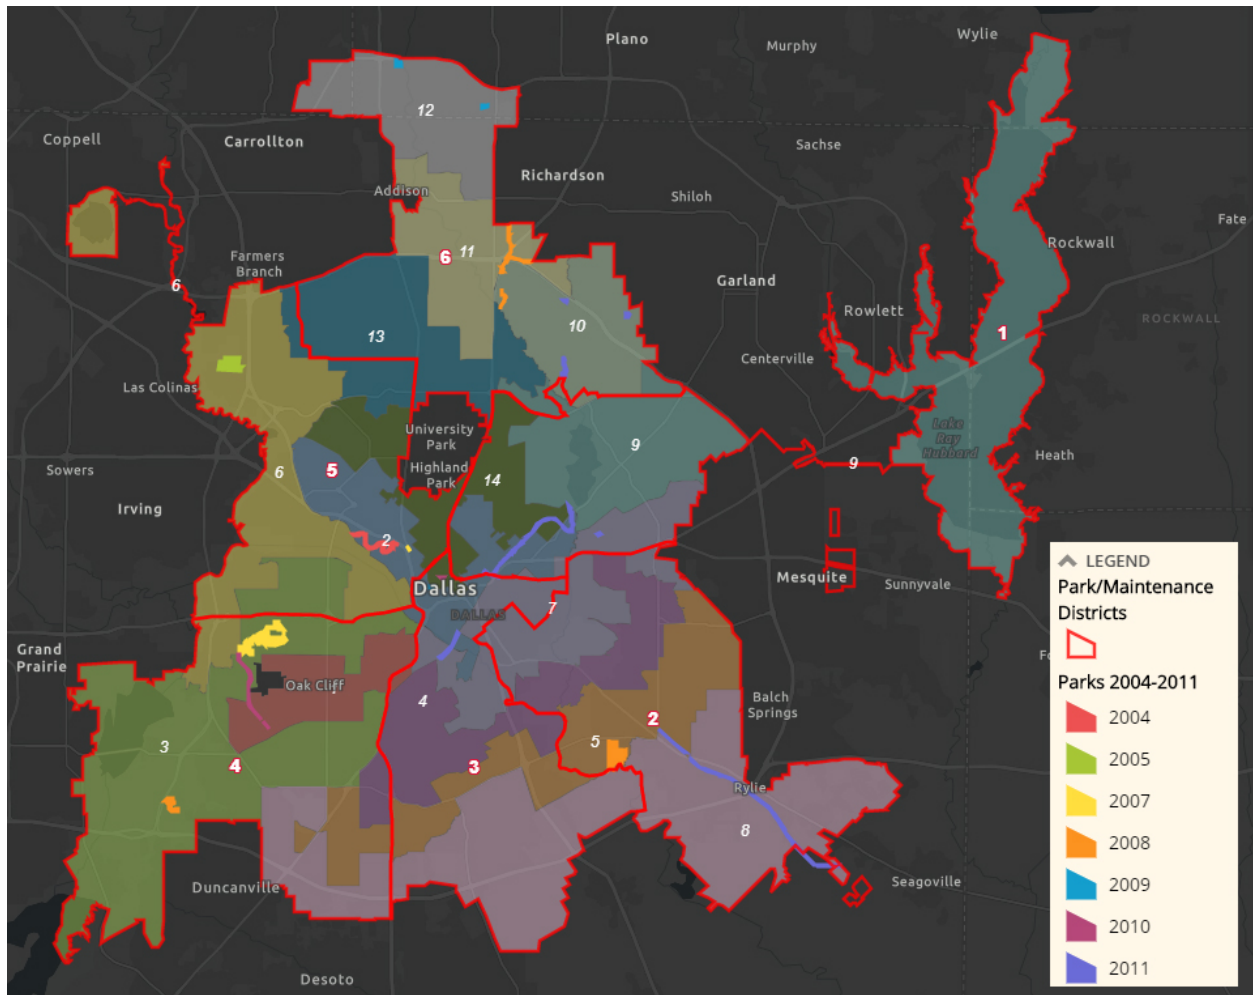 Plano
Wylie
Murphy
12
Coppell
Carrollton
Sachse
Addison
Richardson
Shiloh
Fate
Rockwall
Farmers
Branch
6
11
6
Garland
Rowlett
ROCKWALL
10
13
1
Centerville
Las Colinas
University
Park
Lake
Ray
Hubbard
9
Sowers
5
6
Highland
Park
14
9
Heath
Irving
2
Mesquite
Sunnyvale
Dallas
DALLAS
7
Grand
Prairie
Oak Cliff
4
Balch
Springs
3
2
5
4
3
Rylie
8
Duncanville
Seagoville
Desoto
LEGEND
Park/Maintenance
Districts
Parks 2004-2011
2004
2005
2007
2008
2009
2010
2011